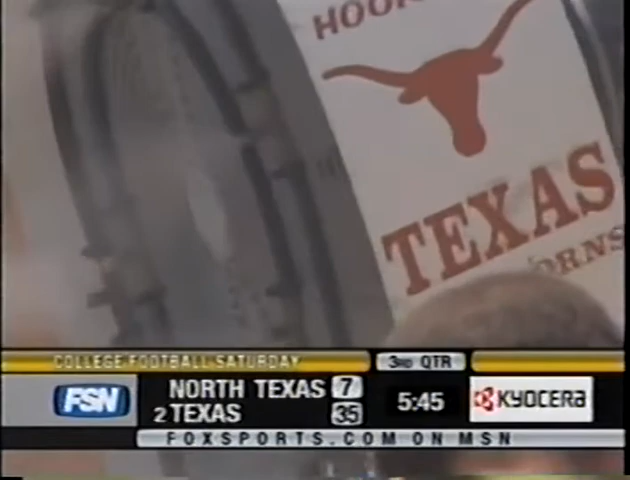 HOOK
TEXAS
ORNS
COLLEGE FOOTBALL SATURDAY
3RD QTR
FSN
NORTH TEXAS 7
2 TEXAS 35
5:45
KYOCERA
FOXSPORTS.COM ON MSN